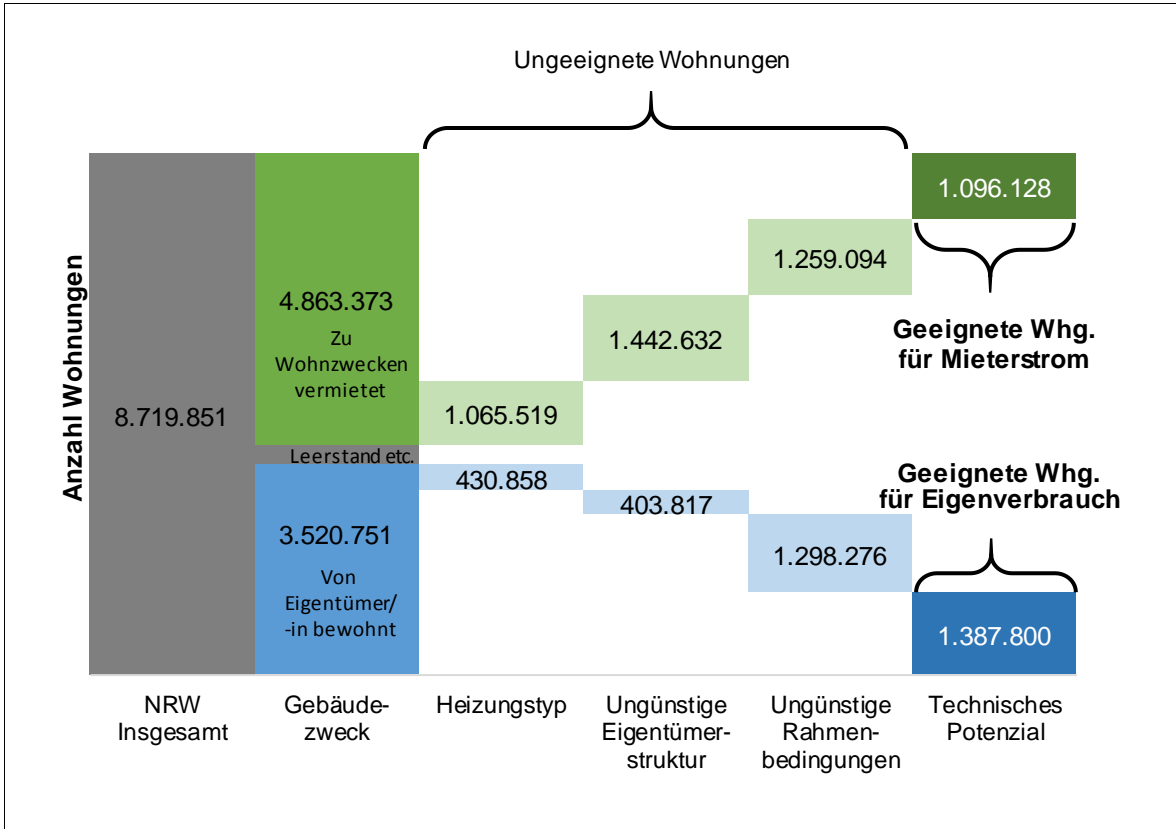 Ungeeignete Wohnungen
Anzahl Wohnungen
8.719.851
4.863.373
Zu
Wohnzwecken
vermietet
Leerstand etc.
3.520.751
Von
Eigentümer/
-in bewohnt
1.065.519
430.858
1.442.632
403.817
1.259.094
1.298.276
1.096.128
Geeignete Whg.
für Mieterstrom
Geeignete Whg.
für Eigenverbrauch
1.387.800
NRW
Insgesamt
Gebäude-
zweck
Heizungstyp
Ungünstige
Eigentümer-
struktur
Ungünstige
Rahmen-
bedingungen
Technisches
Potenzial